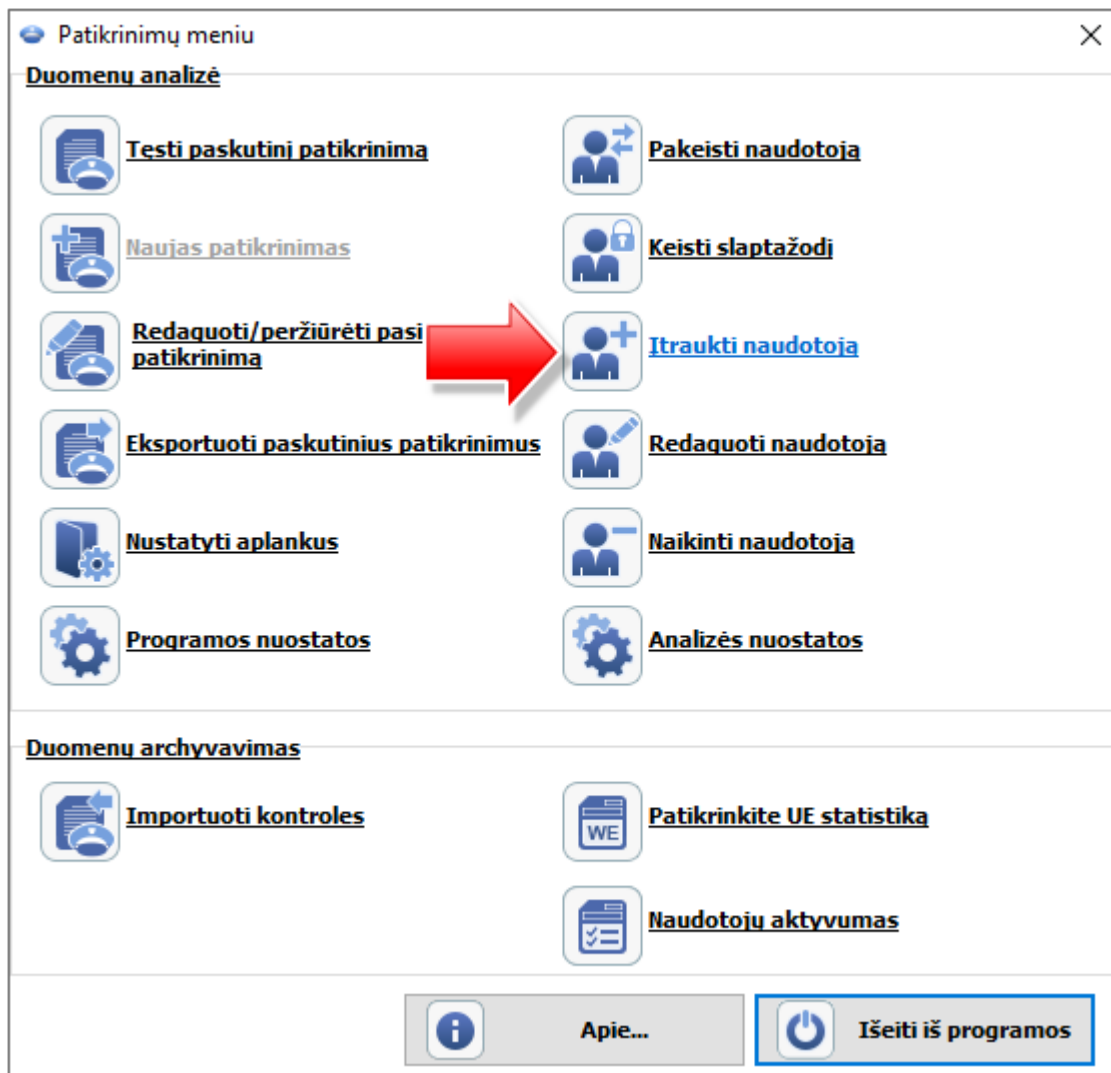 Patikrinimų meniu
Duomenų analizė
Tęsti paskutinį patikrinimą
Naujas patikrinimas
Redaguoti/peržiūrėti pasi
patikrinimą
Eksportuoti paskutinius patikrinimus
Nustatyti aplankus
Programos nuostatos
Pakeisti naudotoją
Keisti slaptažodį
Įtraukti naudotoją
Redaguoti naudotoją
Naikinti naudotoją
Analizės nuostatos
Duomenų archyvavimas
Importuoti kontroles
WE
Patikrinkite UE statistiką
Naudotojų aktyvumas
Apie...
Išeiti iš programos